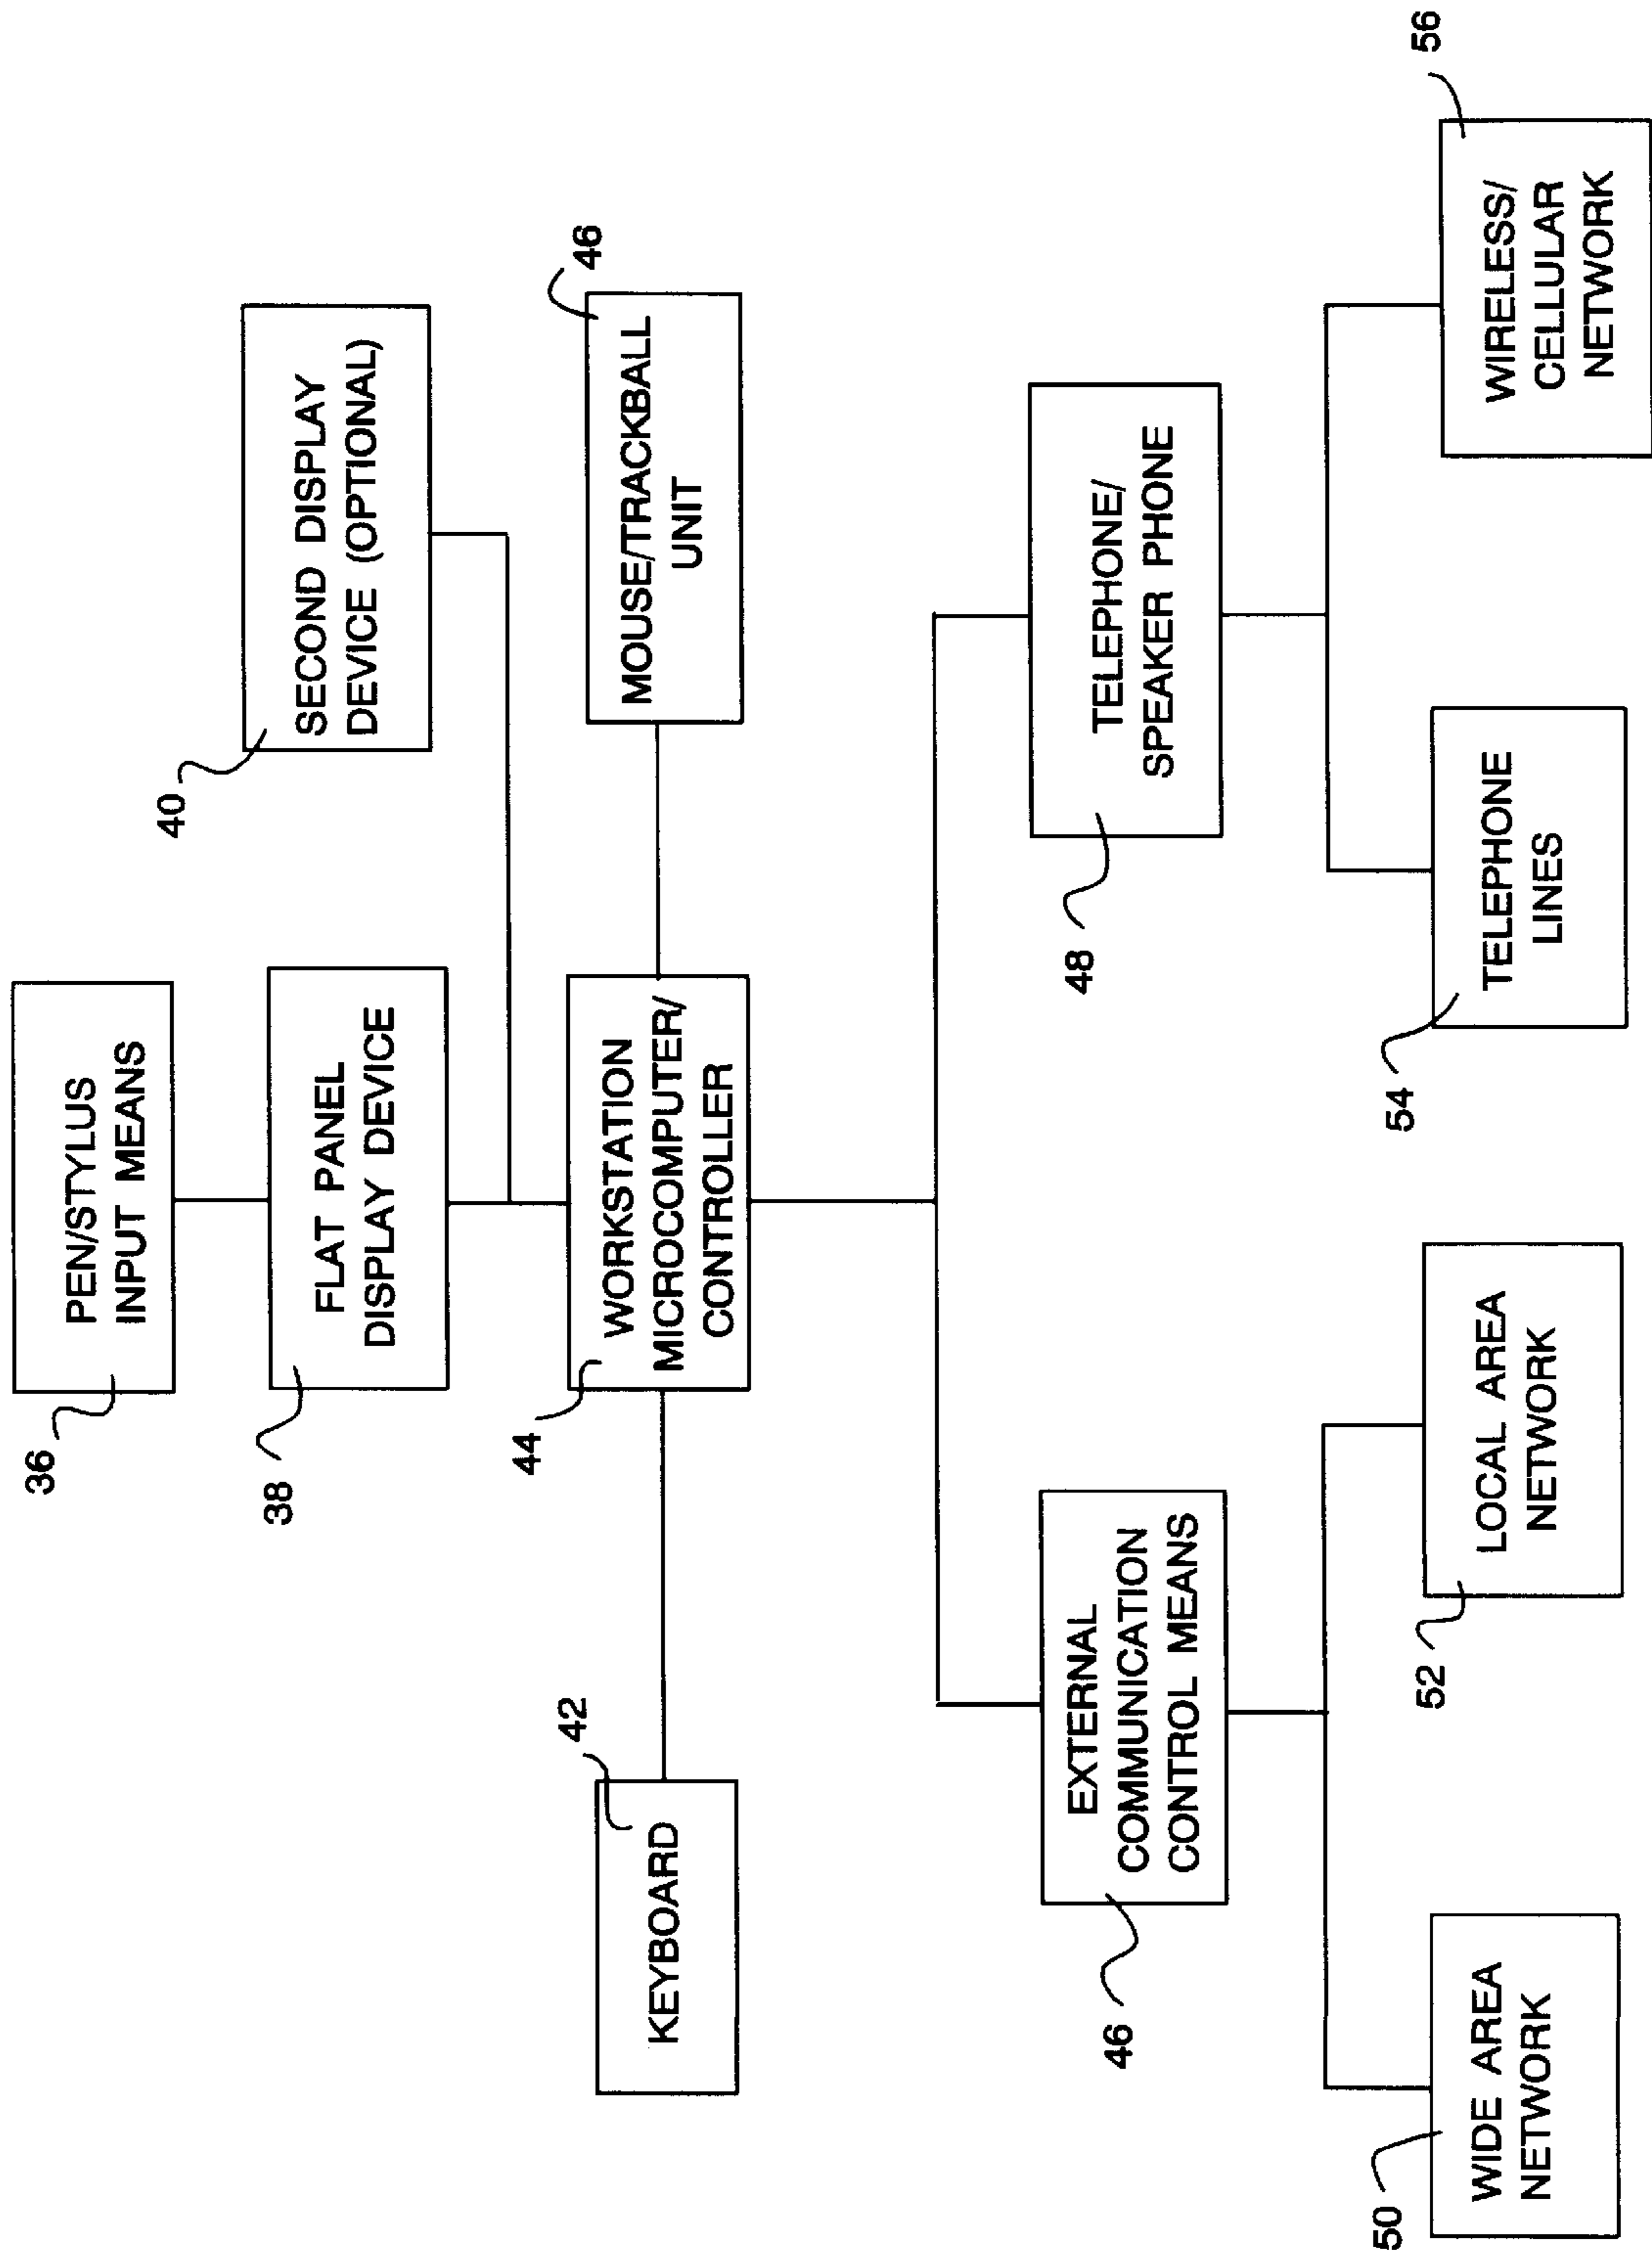 36
PEN/STYLUS
INPUT MEANS
38
FLAT PANEL
DISPLAY DEVICE
40
SECOND DISPLAY
DEVICE (OPTIONAL)
42
KEYBOARD
44
WORKSTATION
MICROCOMPUTER/
CONTROLLER
46
MOUSE/TRACKBALL
UNIT
46
EXTERNAL
COMMUNICATION
CONTROL MEANS
48
TELEPHONE/
SPEAKER PHONE
50
WIDE AREA
NETWORK
52
LOCAL AREA
NETWORK
54
TELEPHONE
LINES
56
WIRELESS/
CELLULAR
NETWORK